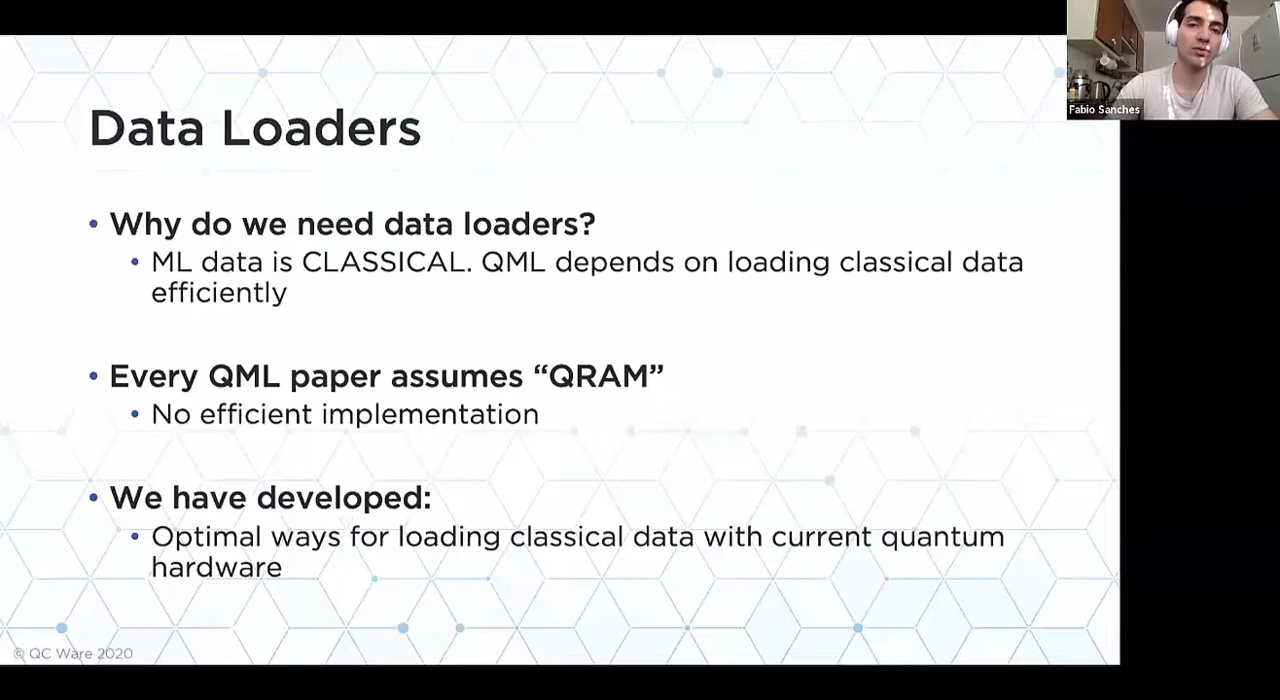 Fabio Sanches
Data Loaders
• Why do we need data loaders?
• ML data is CLASSICAL. QML depends on loading classical data
efficiently
• Every QML paper assumes “QRAM”
• No efficient implementation
• We have developed:
• Optimal ways for loading classical data with current quantum
hardware
© QC Ware 2020